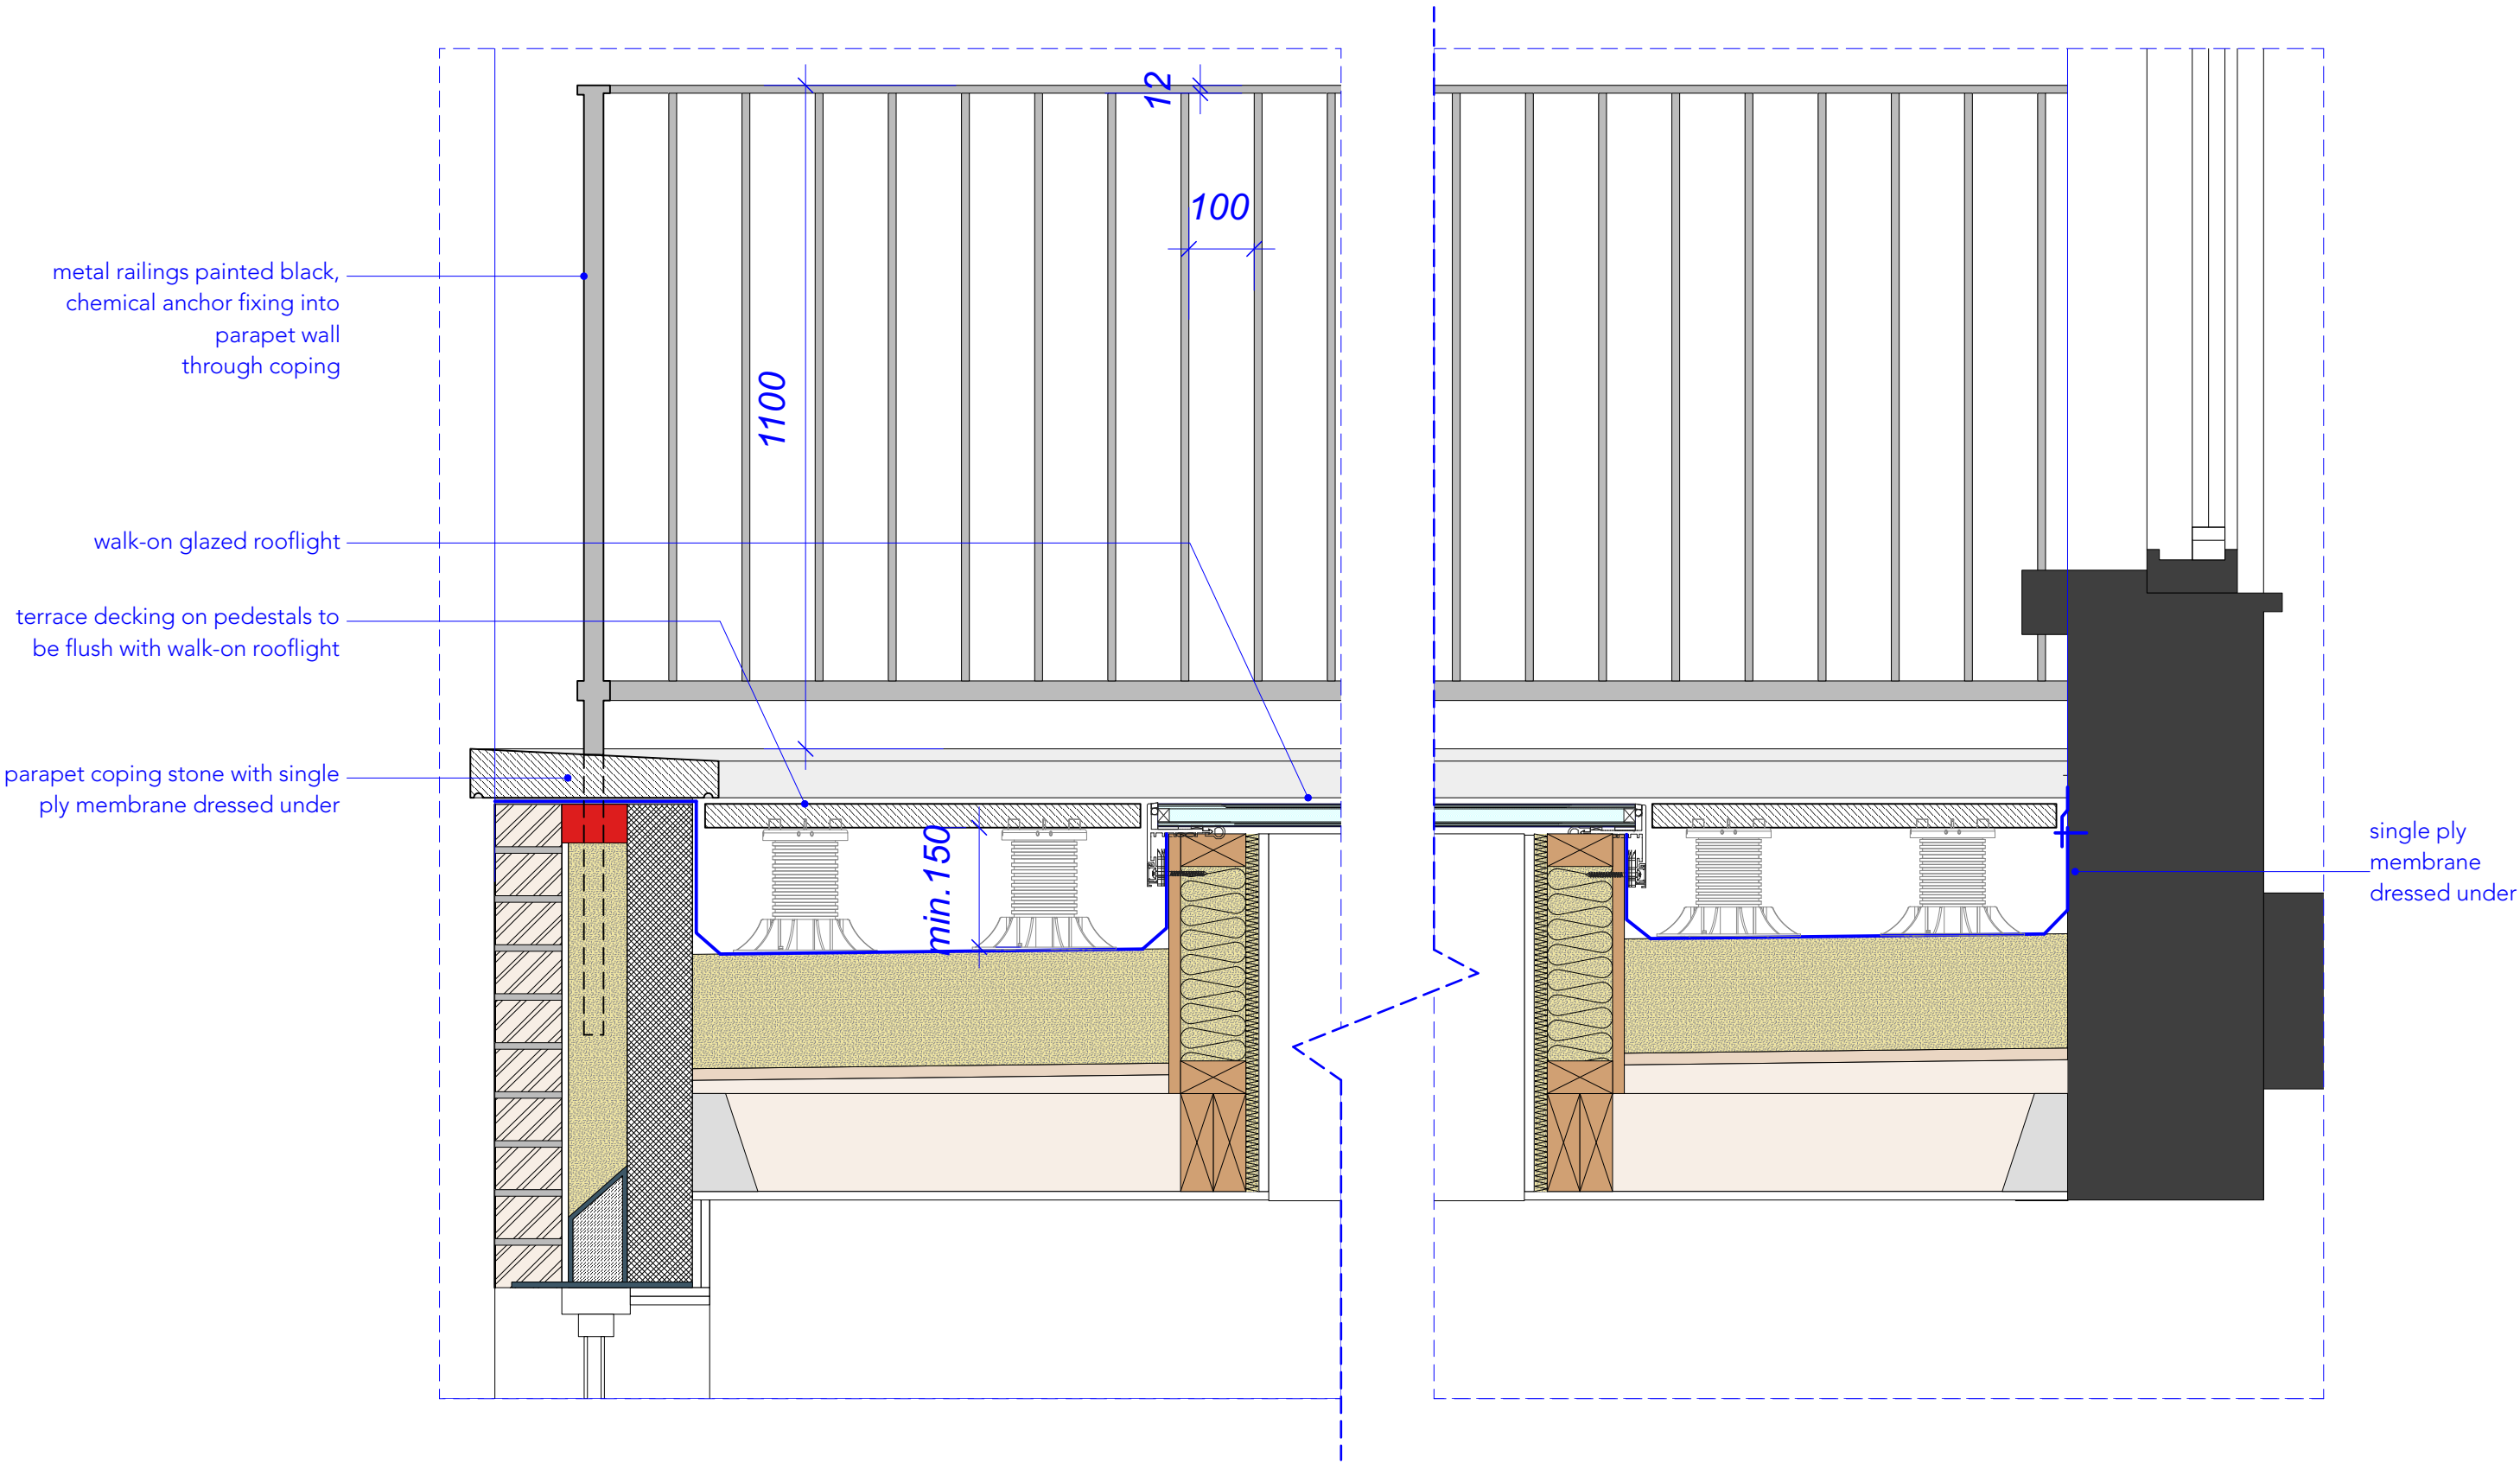 12
100
1100
metal railings painted black,
chemical anchor fixing into
parapet wall
through coping
walk-on glazed rooflight
terrace decking on pedestals to
be flush with walk-on rooflight
parapet coping stone with single
ply membrane dressed under
min.150
single ply
membrane
dressed under